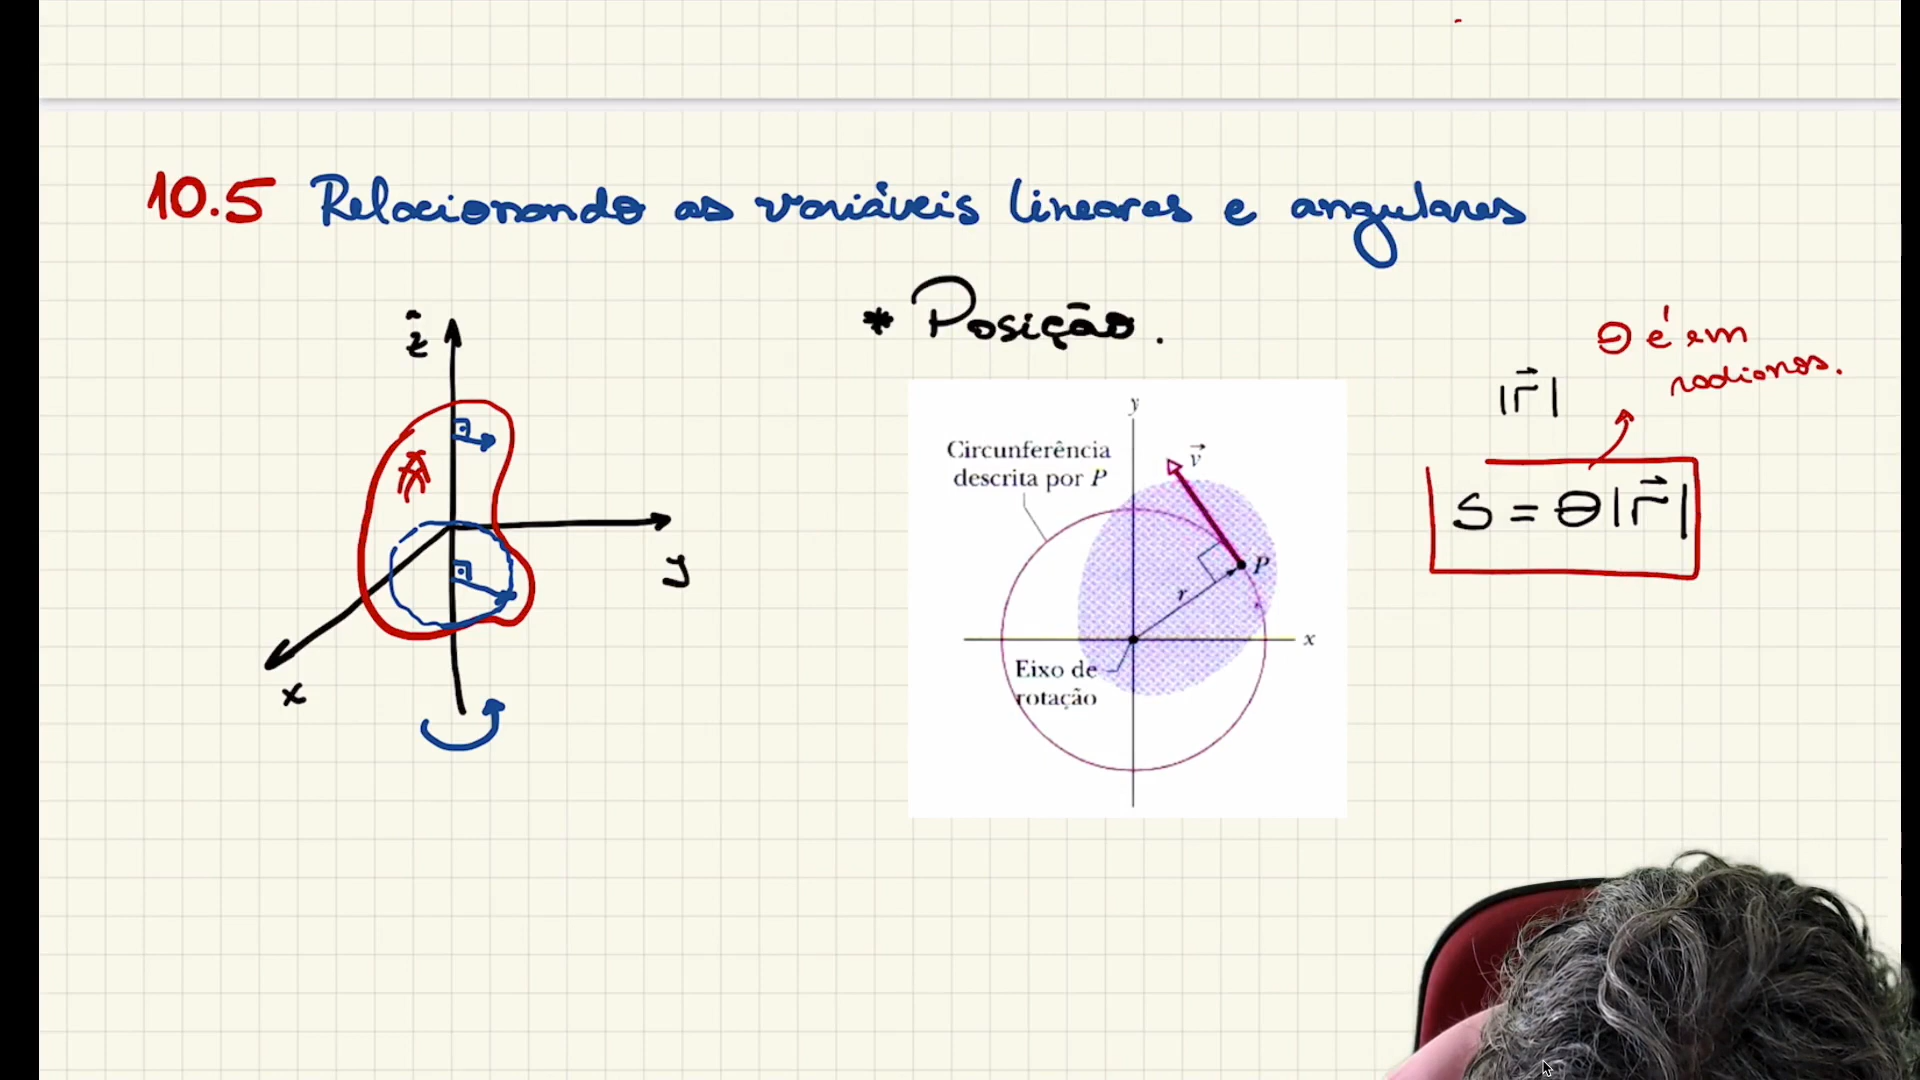 10.5 Relacionando as variáveis lineares e angulares
* Posição.
θ é em
radianos.
|r⃗|
S = θ|r⃗|
ẑ
y
x
y
Circunferência
descrita por P
v⃗
P
r
x
Eixo de
rotação